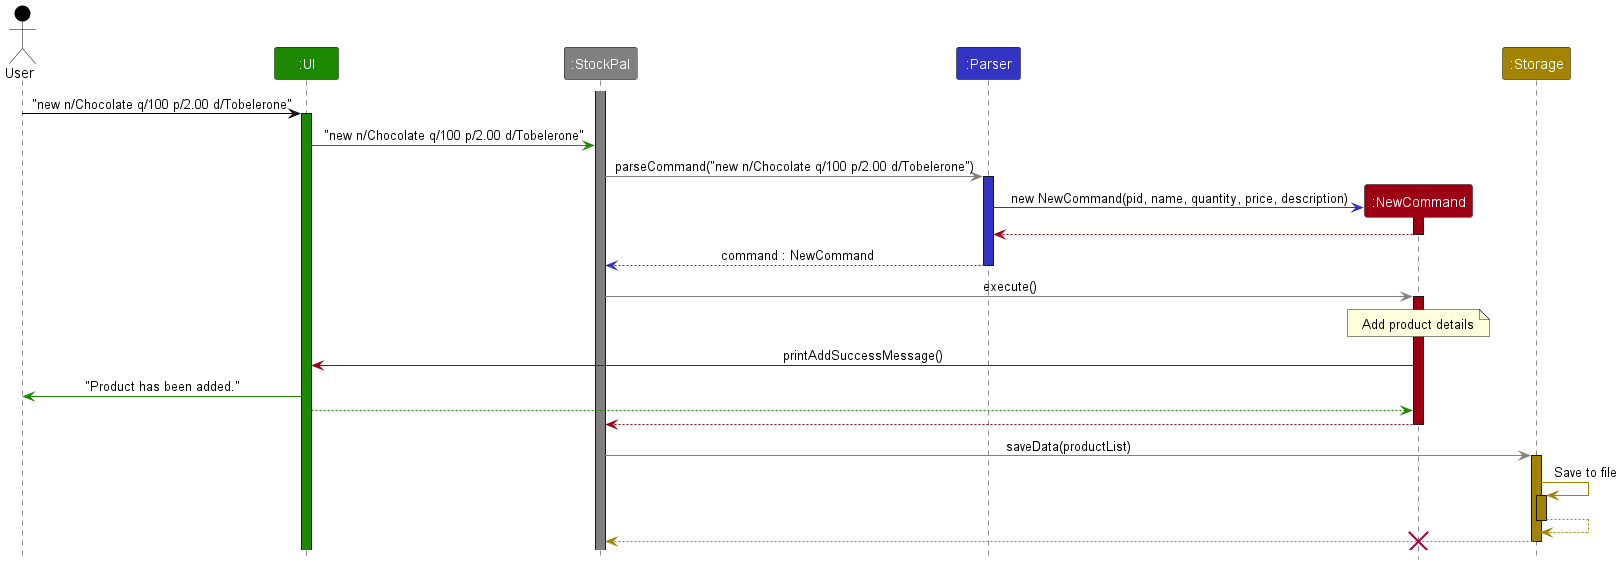 User
:UI
:StockPal
:Parser
:Storage
"new n/Chocolate q/100 p/2.00 d/Tobelerone"
"new n/Chocolate q/100 p/2.00 d/Tobelerone"
parseCommand("new n/Chocolate q/100 p/2.00 d/Tobelerone")
new NewCommand(pid, name, quantity, price, description)
:NewCommand
command : NewCommand
execute()
Add product details
printAddSuccessMessage()
"Product has been added."
saveData(productList)
Save to file